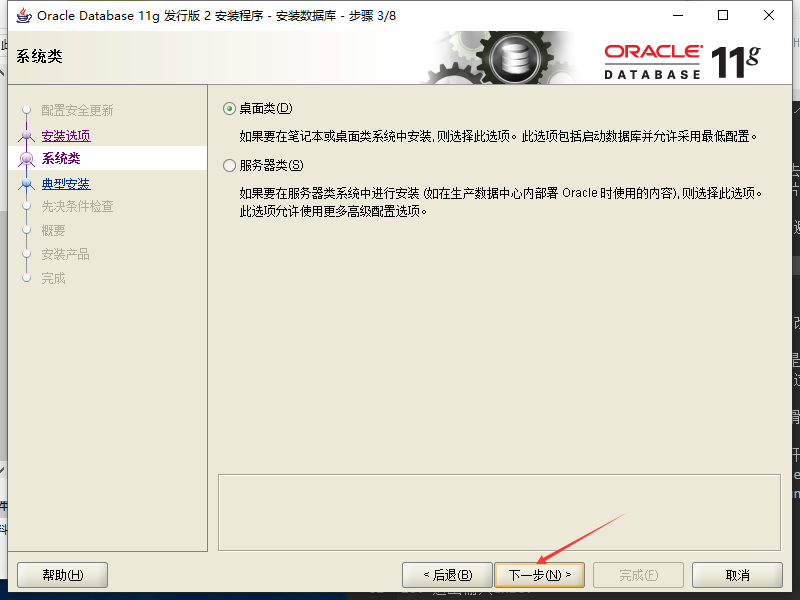 Oracle Database 11g 发行版 2 安装程序 - 安装数据库 - 步骤 3/8
系统类
ORACLE
DATABASE
11g
配置安全更新
安装选项
系统类
典型安装
先决条件检查
概要
安装产品
完成
桌面类(D)
如果要在笔记本或桌面类系统中安装,则选择此选项。此选项包括启动数据库并允许采用最低配置。
服务器类(S)
如果要在服务器类系统中进行安装 (如在生产数据中心内部署 Oracle 时使用的内容),则选择此选项。
此选项允许使用更多高级配置选项。
帮助(H)
< 后退(B)
下一步(N) >
完成(F)
取消